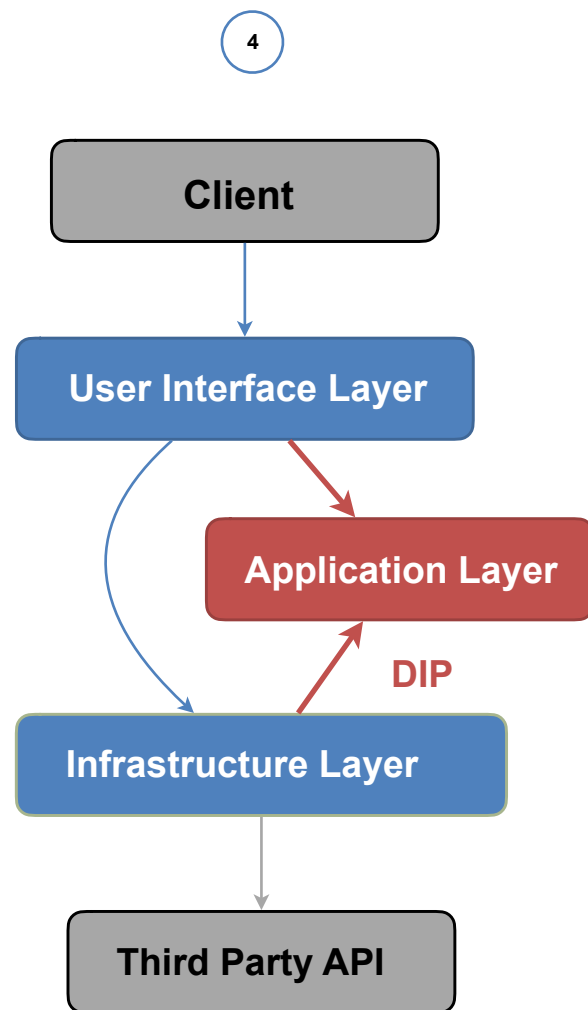 4
Client
User Interface Layer
Application Layer
DIP
Infrastructure Layer
Third Party API